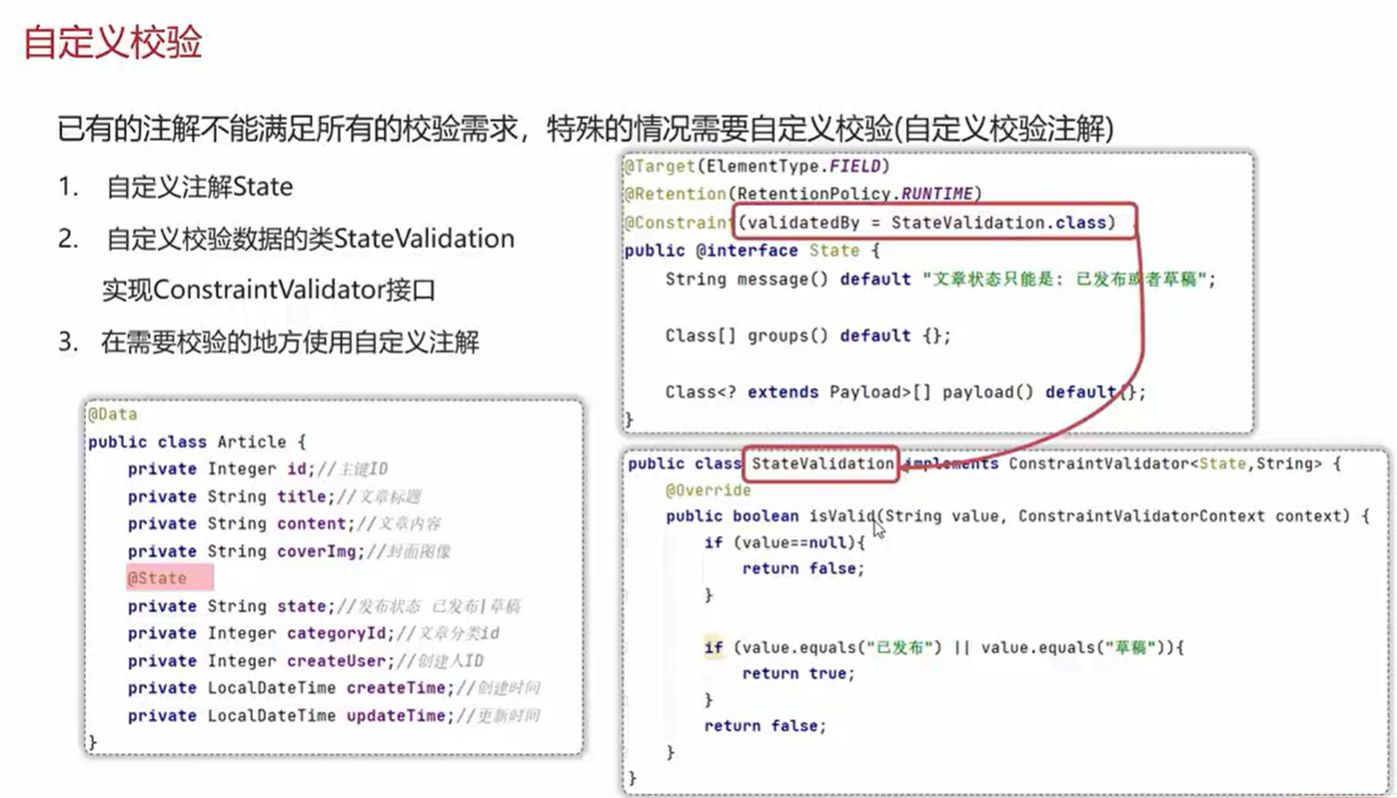 自定义校验
已有的注解不能满足所有的校验需求，特殊的情况需要自定义校验(自定义校验注解)
1. 自定义注解State
2. 自定义校验数据的类StateValidation
实现ConstraintValidator接口
3. 在需要校验的地方使用自定义注解
@Target(ElementType.FIELD)
@Retention(RetentionPolicy.RUNTIME)
@Constraint(validatedBy = StateValidation.class)
public @interface State {
String message() default "文章状态只能是: 已发布或者草稿";
Class[] groups() default {};
Class<? extends Payload>[] payload() default{};
}
@Data
public class Article {
private Integer id;//主键ID
private String title;//文章标题
private String content;//文章内容
private String coverImg;//封面图像
@State
private String state;//发布状态 已发布|草稿
private Integer categoryId;//文章分类id
private Integer createUser;//创建人ID
private LocalDateTime createTime;//创建时间
private LocalDateTime updateTime;//更新时间
}
public class StateValidation implements ConstraintValidator<State,String> {
@Override
public boolean isValid(String value, ConstraintValidatorContext context) {
if (value==null){
return false;
}
if (value.equals("已发布") || value.equals("草稿")){
return true;
}
return false;
}
}